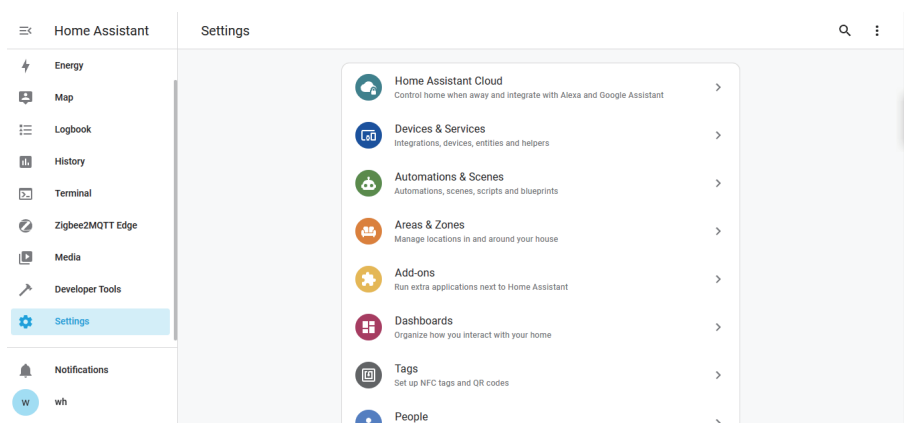 Home Assistant
Settings
Energy
Map
Logbook
History
Terminal
Zigbee2MQTT Edge
Media
Developer Tools
Settings
Notifications
W wh
Home Assistant Cloud
Control home when away and integrate with Alexa and Google Assistant
Devices & Services
Integrations, devices, entities and helpers
Automations & Scenes
Automations, scenes, scripts and blueprints
Areas & Zones
Manage locations in and around your house
Add-ons
Run extra applications next to Home Assistant
Dashboards
Organize how you interact with your home
Tags
Set up NFC tags and QR codes
People